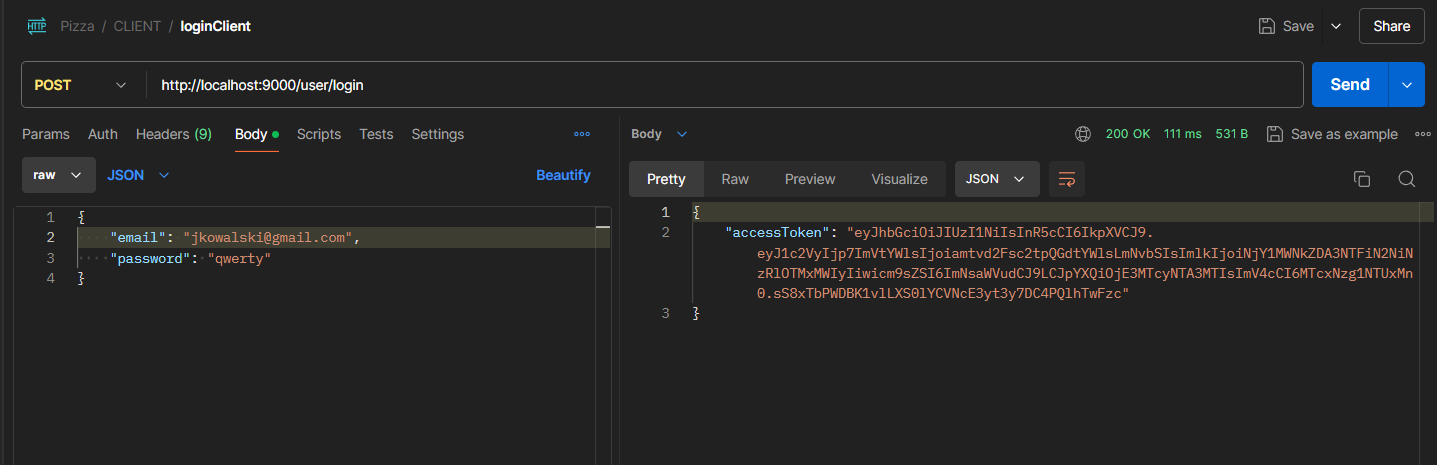 HTTP Pizza / CLIENT / loginClient
Save
Share
POST
http://localhost:9000/user/login
Send
Params Auth Headers (9) Body Scripts Tests Settings
raw
JSON
Beautify
1 {
2 "email": "jkowalski@gmail.com",
3 "password": "qwerty"
4 }
Body
200 OK 111 ms 531 B
Save as example
Pretty Raw Preview Visualize
JSON
1 {
2 "accessToken": "eyJhbGciOiJIUzI1NiIsInR5cCI6IkpXVCJ9.
eyJ1c2VyIjp7ImVtYWlsIjoiamtvd2Fsc2tpQGdtYWlsLmNvbSIsImlkIjoiNjY1MWNkZDA3NTFiN2NiN
zRlOTMxMWIyIiwicm9sZSI6ImNsaWVudCJ9LCJpYXQiOjE3MTcyNTA3MTIsImV4cCI6MTcxNzg1NTUxMn
0.sS8xTbPWDBK1vlLXS0lYCVNcE3yt3y7DC4PQlhTwFzc"
3 }